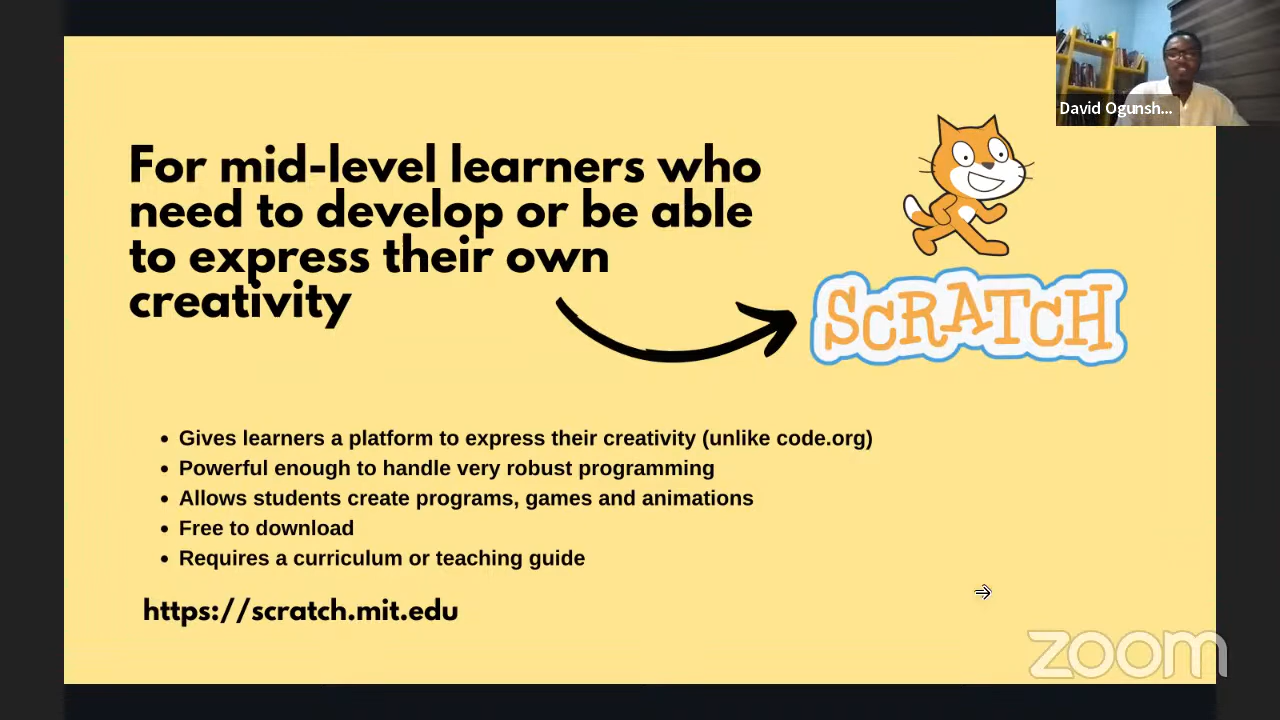 David Ogunsh...
For mid-level learners who
need to develop or be able
to express their own
creativity
SCRATCH
• Gives learners a platform to express their creativity (unlike code.org)
• Powerful enough to handle very robust programming
• Allows students create programs, games and animations
• Free to download
• Requires a curriculum or teaching guide
https://scratch.mit.edu
zoom